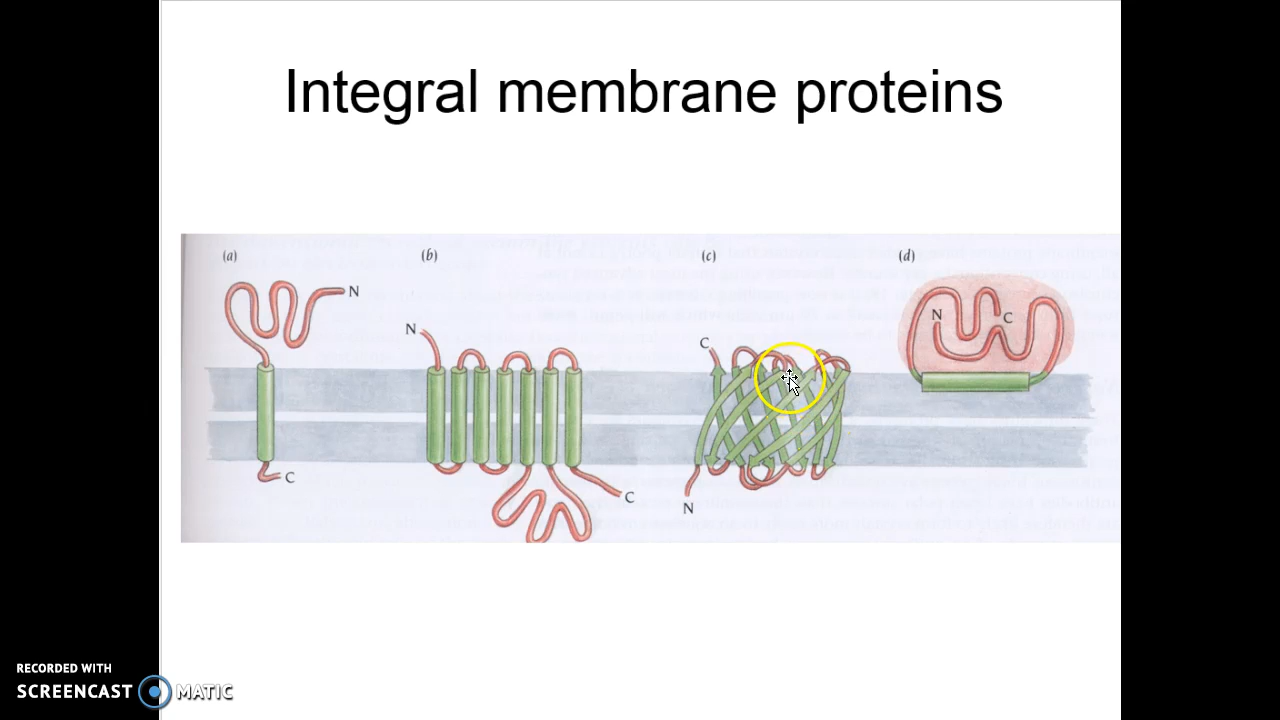 Integral membrane proteins
(a) (b) (c) (d)
N
N C
N
C
C
C
N
RECORDED WITH
SCREENCAST MATIC